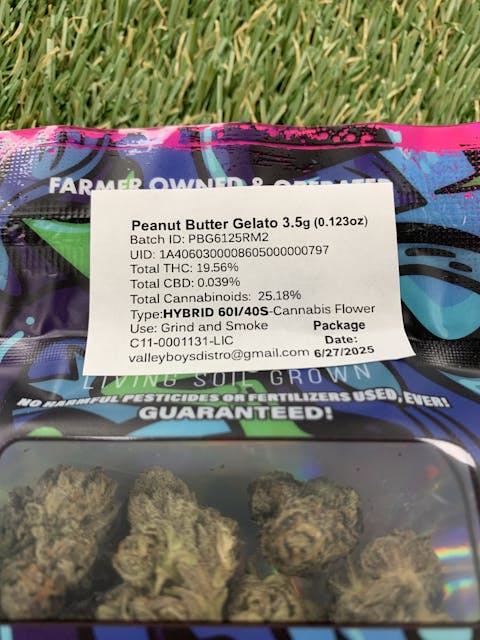 FARMER OWNED & OPERATED
Peanut Butter Gelato 3.5g (0.123oz)
Batch ID: PBG6125RM2
UID: 1A4060300008605000000797
Total THC: 19.56%
Total CBD: 0.039%
Total Cannabinoids: 25.18%
Type:HYBRID 60I/40S-Cannabis Flower
Use: Grind and Smoke
Package
C11-0001131-LIC
Date:
valleyboysdistro@gmail.com
6/27/2025
LIVING SOIL GROWN
NO HARMFUL PESTICIDES OR FERTILIZERS USED, EVER!
GUARANTEED!